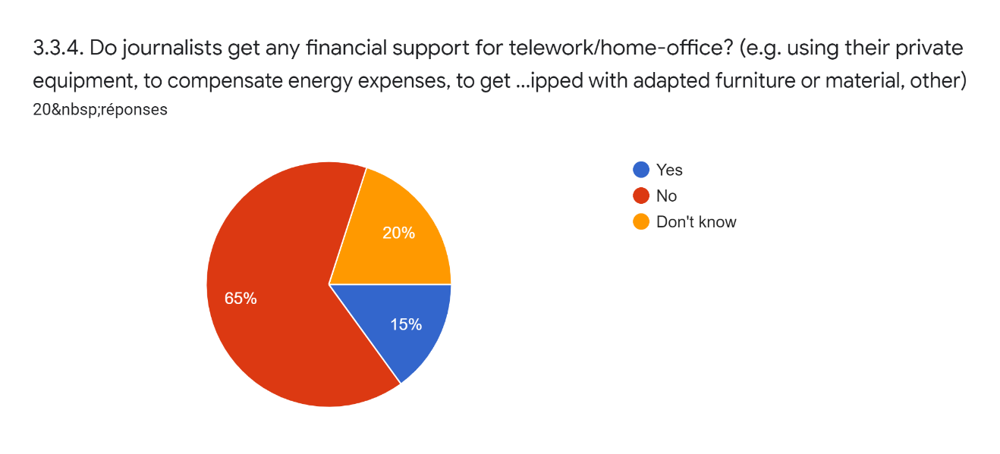 3.3.4. Do journalists get any financial support for telework/home-office? (e.g. using their private
equipment, to compensate energy expenses, to get ...ipped with adapted furniture or material, other)
20&nbsp;réponses
Yes
No
Don't know
20%
65%
15%